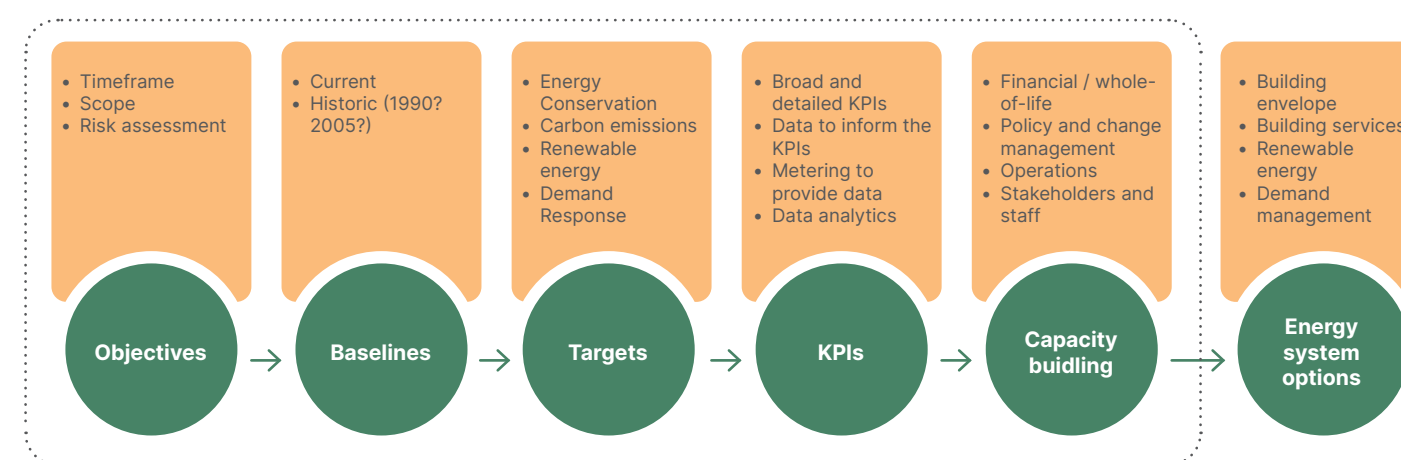 • Timeframe
• Scope
• Risk assessment
Objectives
• Current
• Historic (1990?
2005?)
Baselines
• Energy
Conservation
• Carbon emissions
• Renewable
energy
• Demand
Response
Targets
• Broad and
detailed KPIs
• Data to inform the
KPIs
• Metering to
provide data
• Data analytics
KPIs
• Financial / whole-
of-life
• Policy and change
management
• Operations
• Stakeholders and
staff
Capacity
buidling
• Building
envelope
• Building services
• Renewable
energy
• Demand
management
Energy
system
options